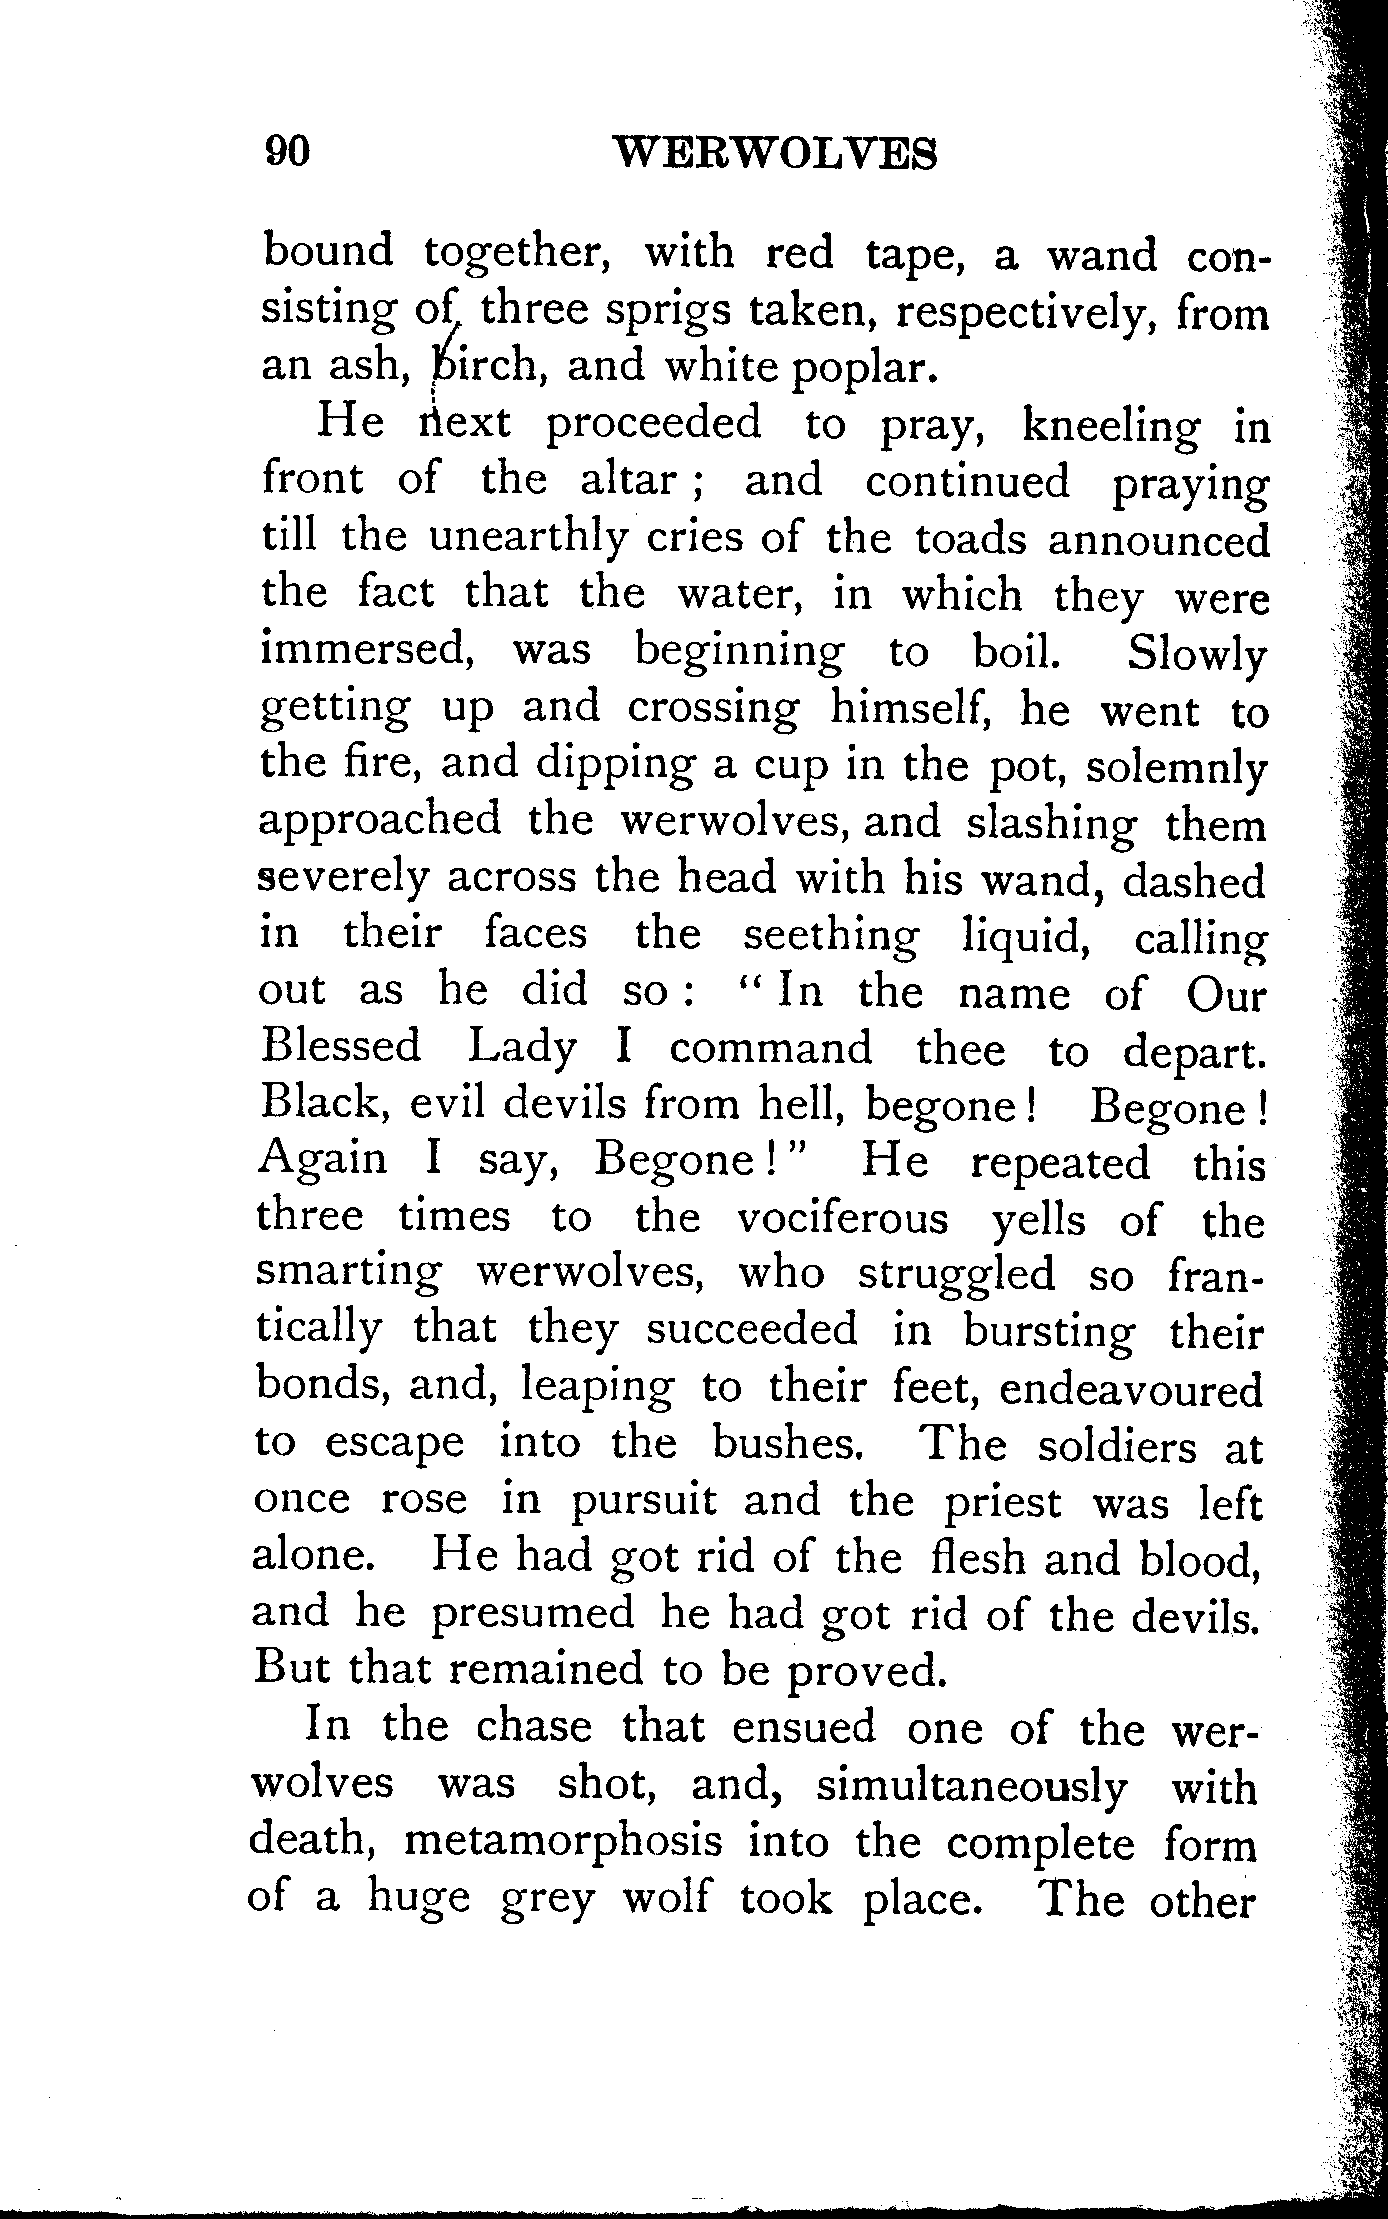 90 WERWOLVES
bound together, with red tape, a wand con-
sisting of three sprigs taken, respectively, from
an ash, birch, and white poplar.
He next proceeded to pray, kneeling in
front of the altar ; and continued praying
till the unearthly cries of the toads announced
the fact that the water, in which they were
immersed, was beginning to boil. Slowly
getting up and crossing himself, he went to
the fire, and dipping a cup in the pot, solemnly
approached the werwolves, and slashing them
severely across the head with his wand, dashed
in their faces the seething liquid, calling
out as he did so : “ In the name of Our
Blessed Lady I command thee to depart.
Black, evil devils from hell, begone ! Begone !
Again I say, Begone ! ” He repeated this
three times to the vociferous yells of the
smarting werwolves, who struggled so fran-
tically that they succeeded in bursting their
bonds, and, leaping to their feet, endeavoured
to escape into the bushes. The soldiers at
once rose in pursuit and the priest was left
alone. He had got rid of the flesh and blood,
and he presumed he had got rid of the devils.
But that remained to be proved.
In the chase that ensued one of the wer-
wolves was shot, and, simultaneously with
death, metamorphosis into the complete form
of a huge grey wolf took place. The other